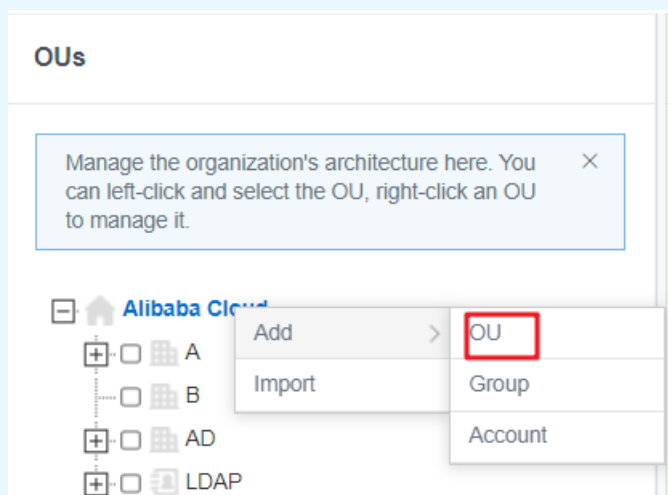 OUs
Manage the organization's architecture here. You
can left-click and select the OU, right-click an OU
to manage it.
Alibaba Cloud
Add
OU
A
Import
Group
B
Account
AD
LDAP